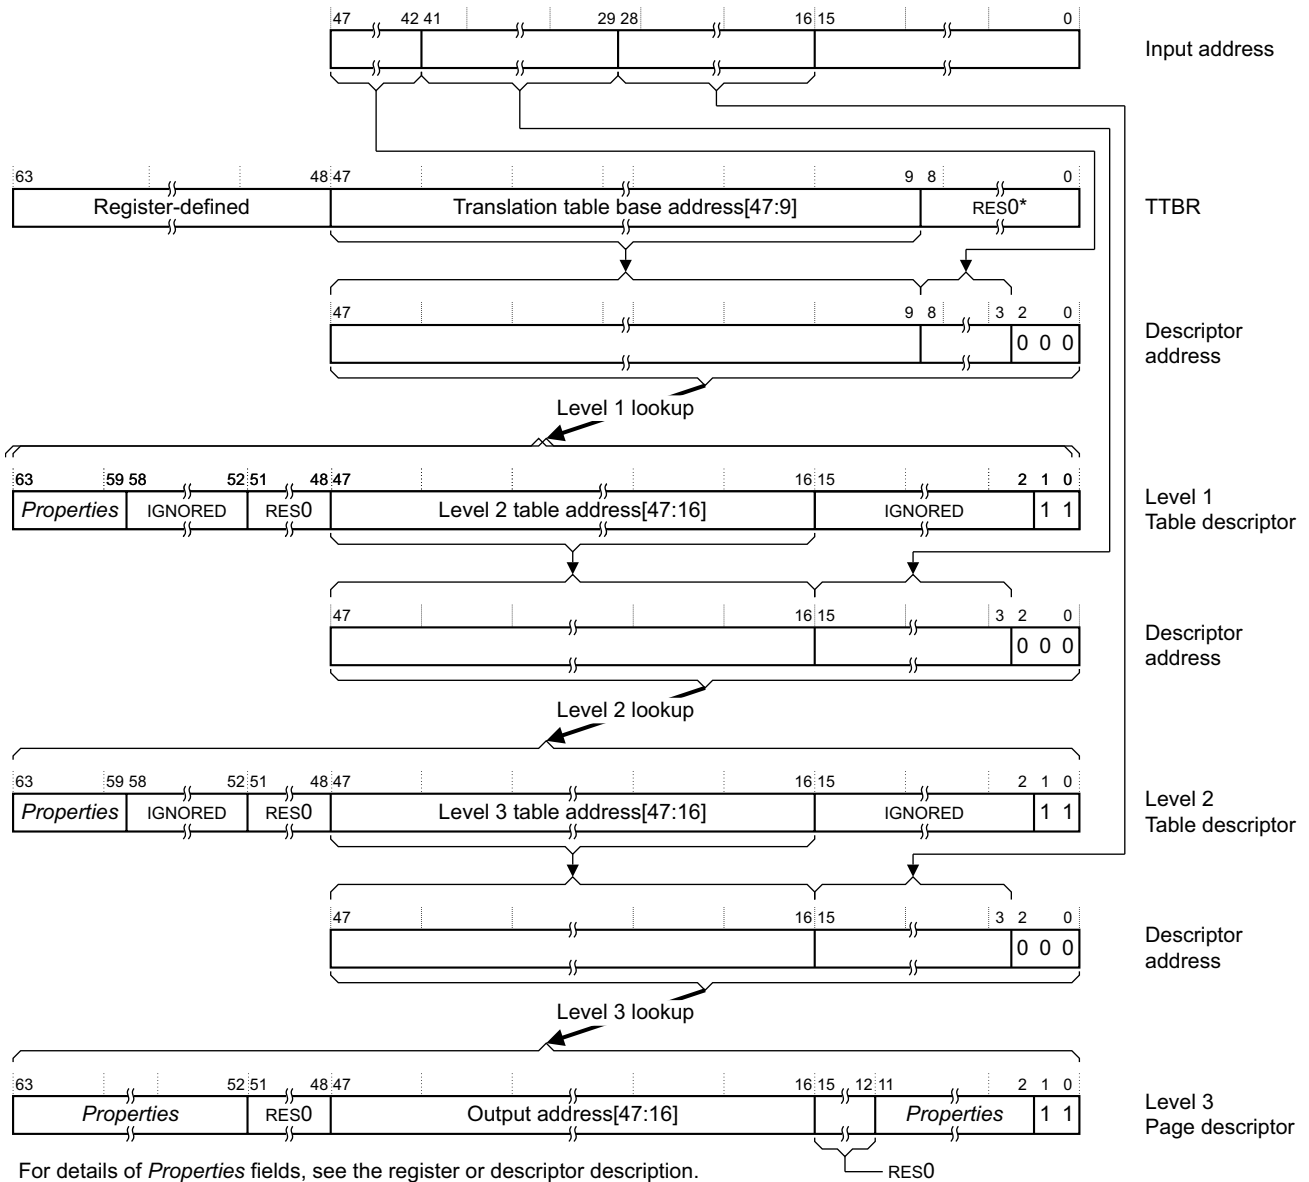 47 42 41 29 28 16 15 0
Input address
63 48 47 9 8 0
Register-defined Translation table base address[47:9] RES0* TTBR
47 9 8 3 2 0
0 0 0
Descriptor
address
Level 1 lookup
63 59 58 52 51 48 47 16 15 2 1 0
Properties IGNORED RES0 Level 2 table address[47:16] IGNORED 1 1
Level 1
Table descriptor
47 16 15 3 2 0
0 0 0
Descriptor
address
Level 2 lookup
63 59 58 52 51 48 47 16 15 2 1 0
Properties IGNORED RES0 Level 3 table address[47:16] IGNORED 1 1
Level 2
Table descriptor
47 16 15 3 2 0
0 0 0
Descriptor
address
Level 3 lookup
63 52 51 48 47 16 15 12 11 2 1 0
Properties RES0 Output address[47:16] Properties 1 1
Level 3
Page descriptor
For details of Properties fields, see the register or descriptor description.
RES0